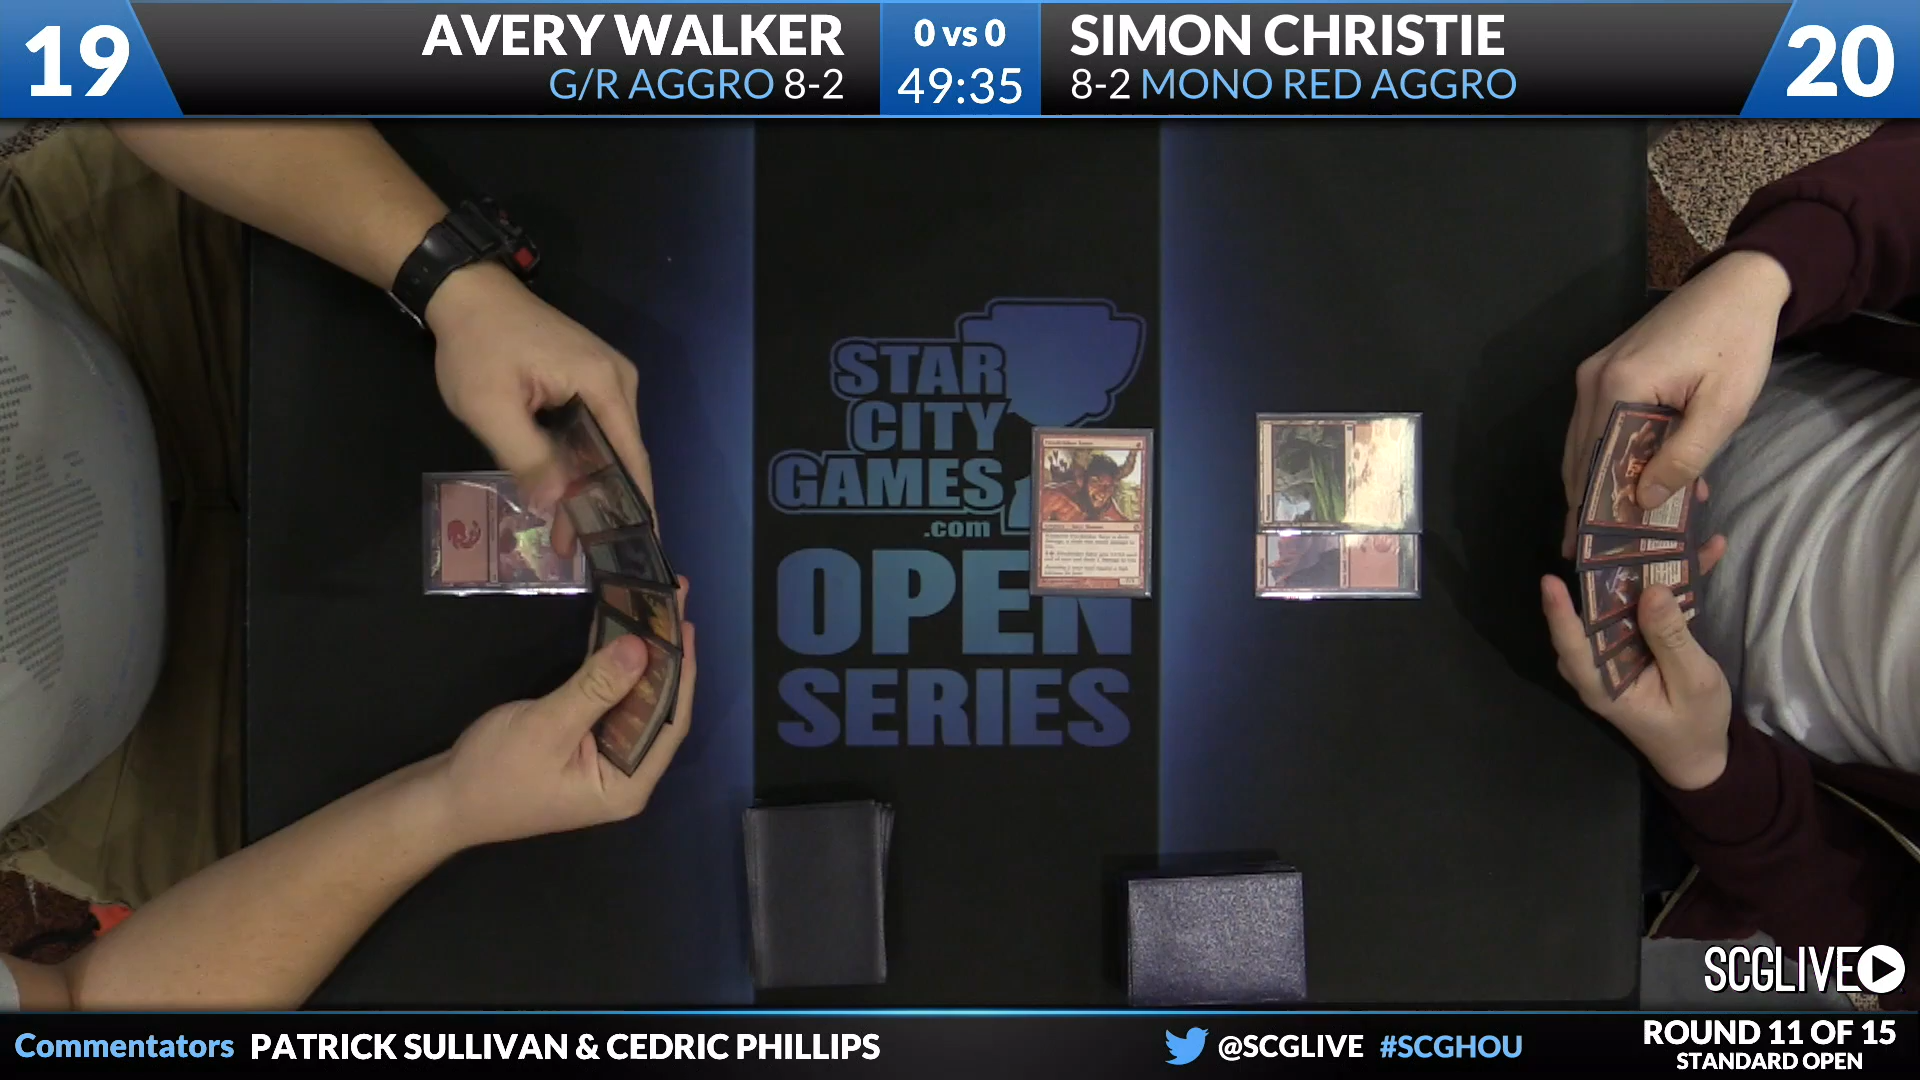 19
AVERY WALKER
G/R AGGRO 8-2
0 vs 0
49:35
SIMON CHRISTIE
8-2 MONO RED AGGRO
20
STAR
CITY
GAMES
.com
OPEN
SERIES
SCGLIVE
Commentators PATRICK SULLIVAN & CEDRIC PHILLIPS
@SCGLIVE #SCGHOU
ROUND 11 OF 15
STANDARD OPEN